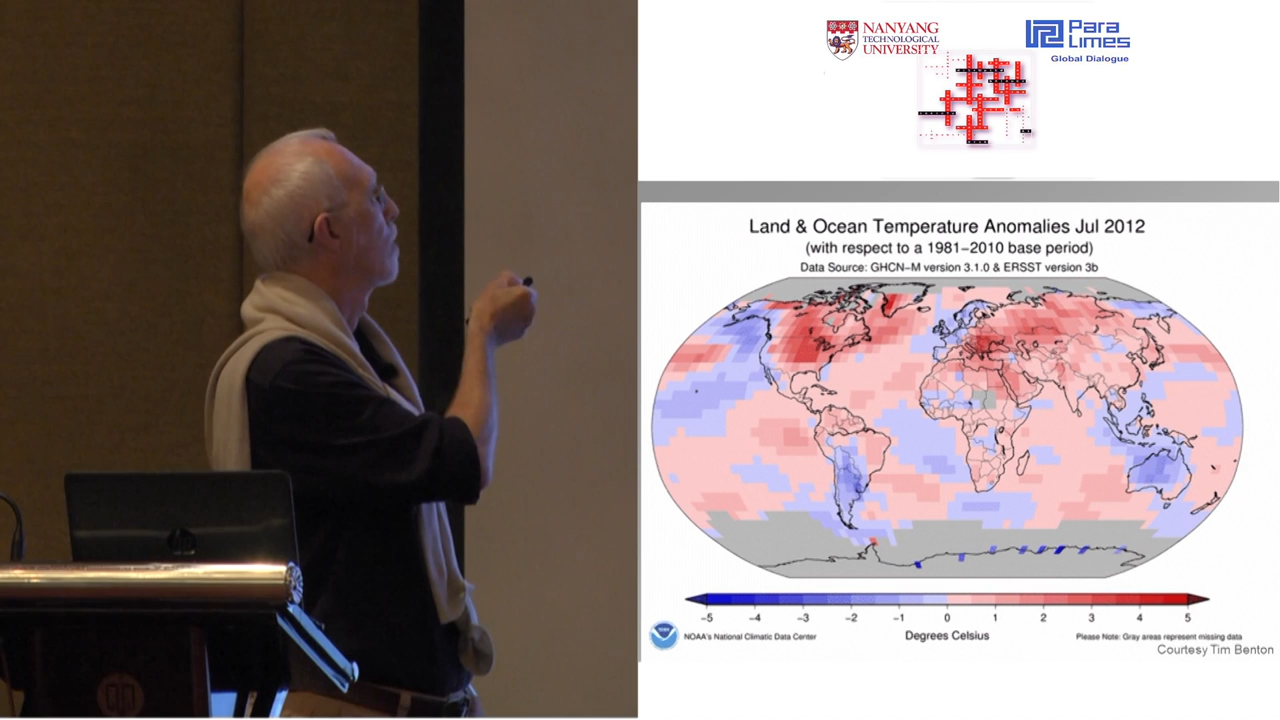 NANYANG
TECHNOLOGICAL
UNIVERSITY
Para
Limes
Global Dialogue
Land & Ocean Temperature Anomalies Jul 2012
(with respect to a 1981–2010 base period)
Data Source: GHCN–M version 3.1.0 & ERSST version 3b
−5 −4 −3 −2 −1 0 1 2 3 4 5
NOAA's National Climatic Data Center
Degrees Celsius
Please Note: Gray areas represent missing data
Courtesy Tim Benton